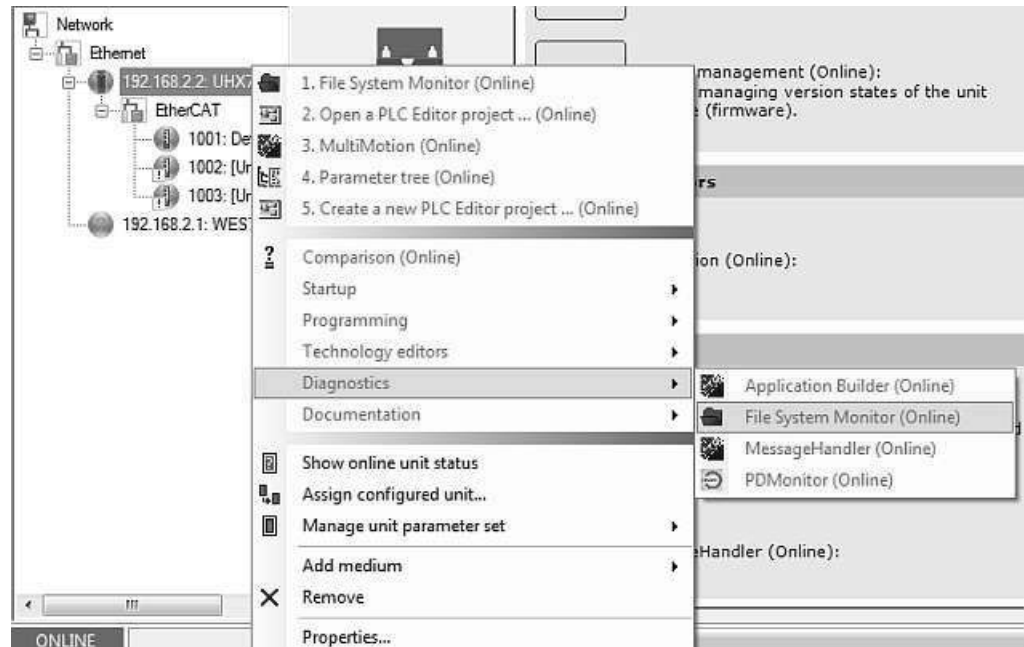 Network
Ethernet
192.168.2.2: UHX7
EtherCAT
1001: De
1002: [Ur
1003: [Ur
192.168.2.1: WES
1. File System Monitor (Online)
2. Open a PLC Editor project ... (Online)
3. MultiMotion (Online)
4. Parameter tree (Online)
5. Create a new PLC Editor project ... (Online)
Comparison (Online)
Startup
Programming
Technology editors
Diagnostics
Documentation
Show online unit status
Assign configured unit...
Manage unit parameter set
Add medium
Remove
Properties...
Application Builder (Online)
File System Monitor (Online)
MessageHandler (Online)
PDMonitor (Online)
management (Online):
managing version states of the unit
(firmware).
rs
ion (Online):
eHandler (Online):
ONLINE